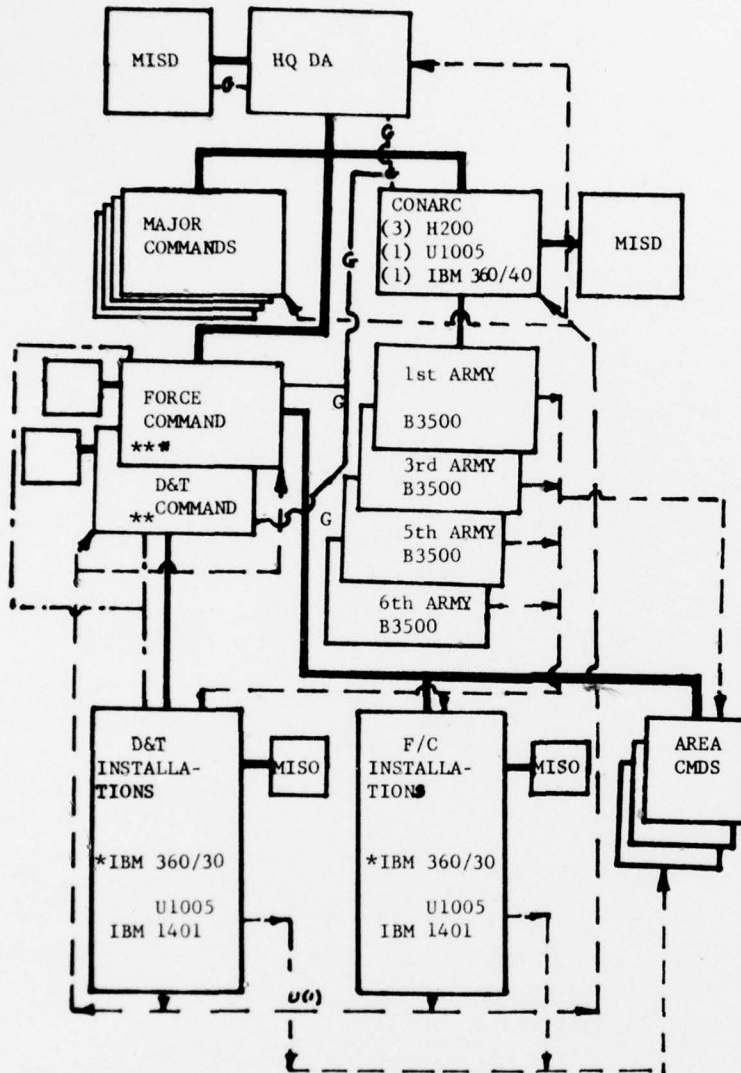 MISD
HQ DA
G
G
MAJOR
COMMANDS
CONARC
(3) H200
(1) U1005
(1) IBM 360/40
MISD
G
FORCE
COMMAND
***
G
1st ARMY
B3500
D&T
** COMMAND
3rd ARMY
B3500
G
5th ARMY
B3500
6th ARMY
B3500
D&T
INSTALLA-
TIONS
*IBM 360/30
U1005
IBM 1401
MISO
F/C
INSTALLA-
TIONS
*IBM 360/30
U1005
IBM 1401
MISO
AREA
CMDS